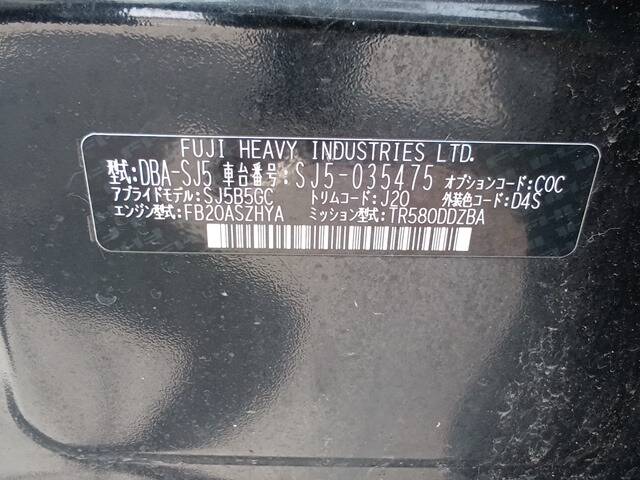 FUJI HEAVY INDUSTRIES LTD.
型式:DBA-SJ5 車台番号:SJ5-035475 オプションコード:C0C
アプライドモデル:SJ5B5GC トリムコード:J20 外装色コード:D4S
エンジン型式:FB20ASZHYA ミッション型式:TR580DDZBA